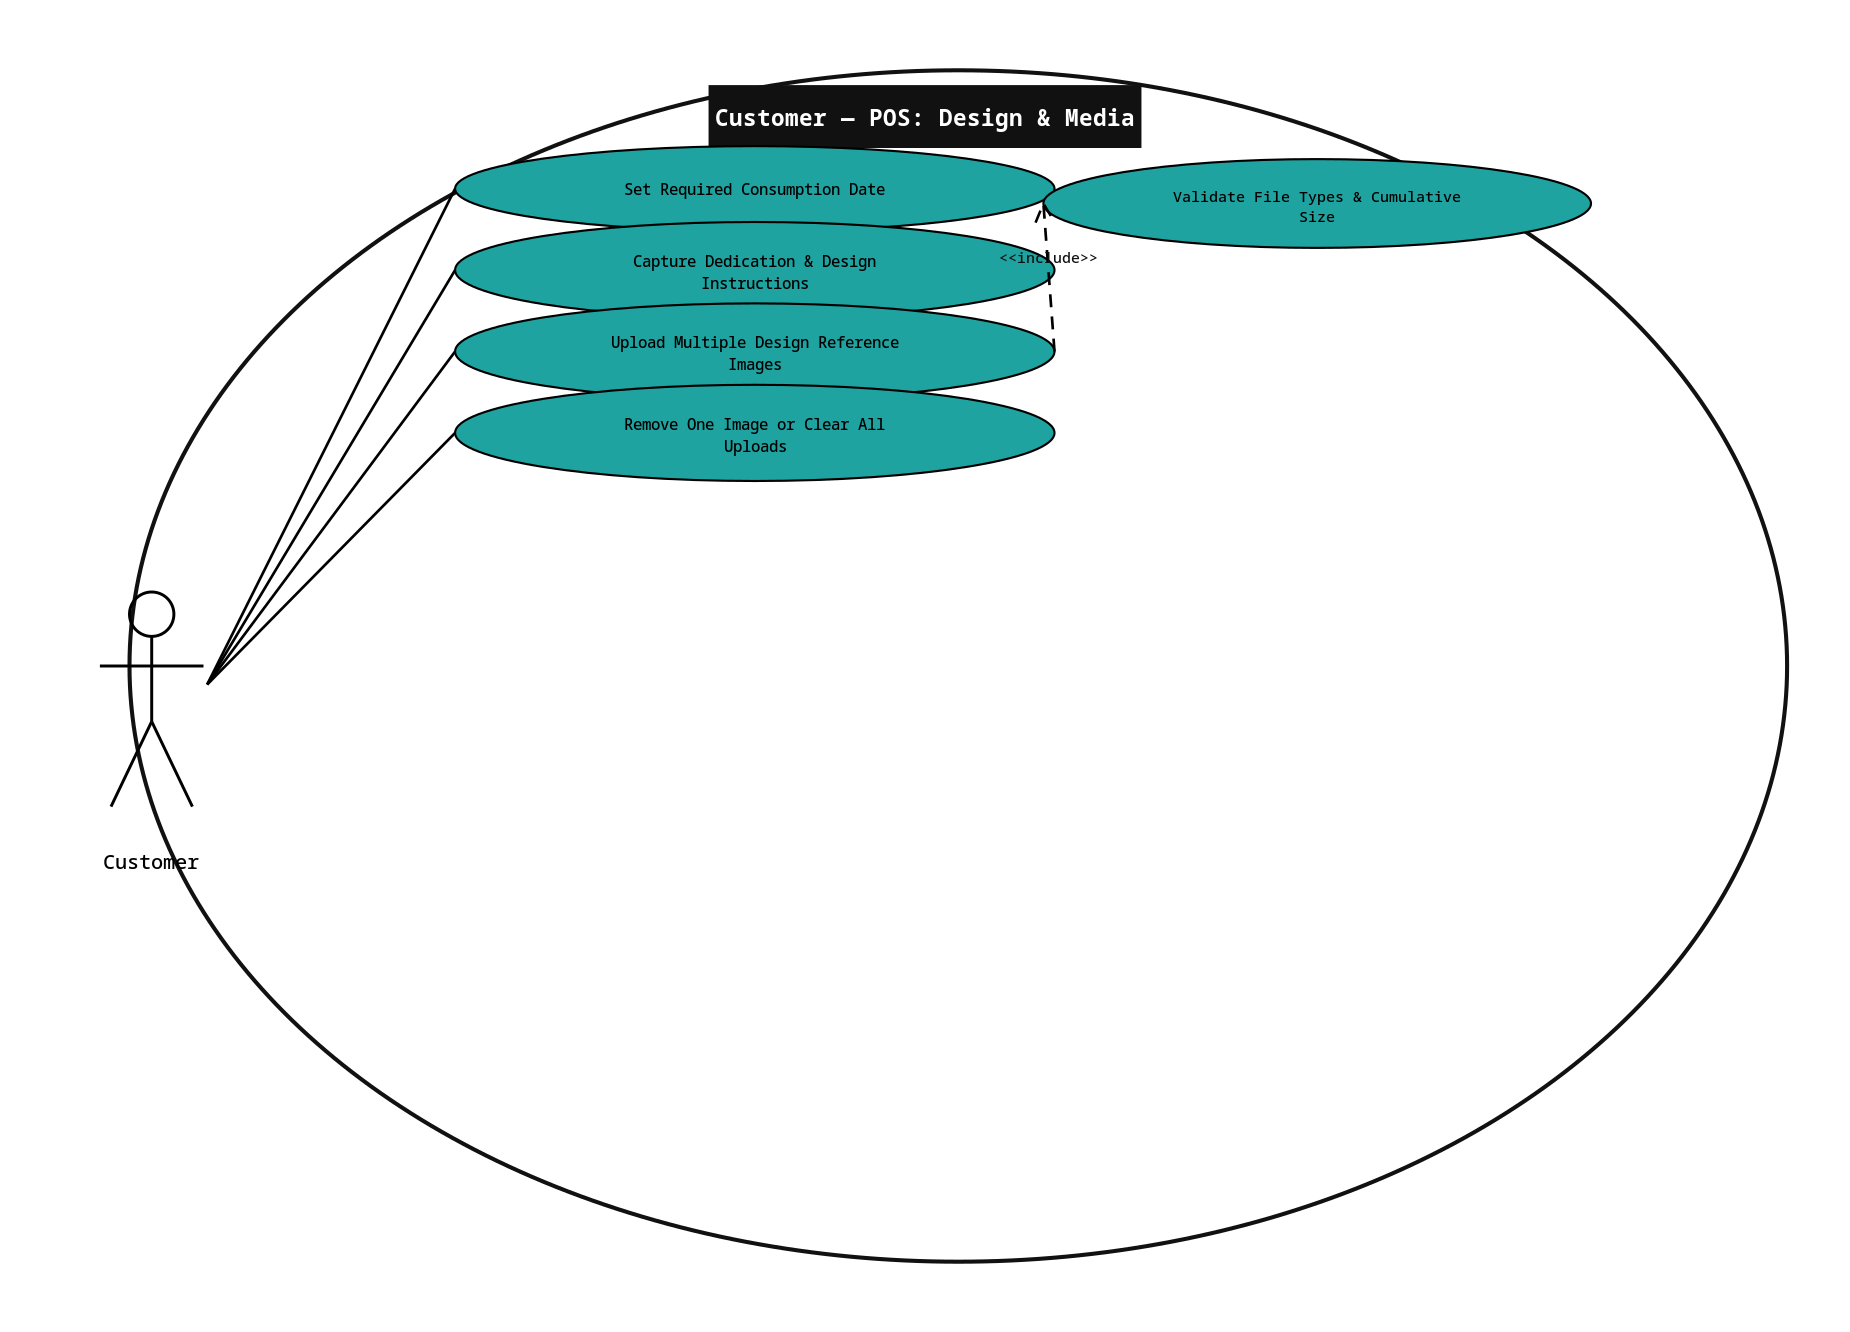 Customer — POS: Design & Media
Set Required Consumption Date
Validate File Types & Cumulative
Size
Capture Dedication & Design
Instructions
<<include>>
Upload Multiple Design Reference
Images
Remove One Image or Clear All
Uploads
Customer